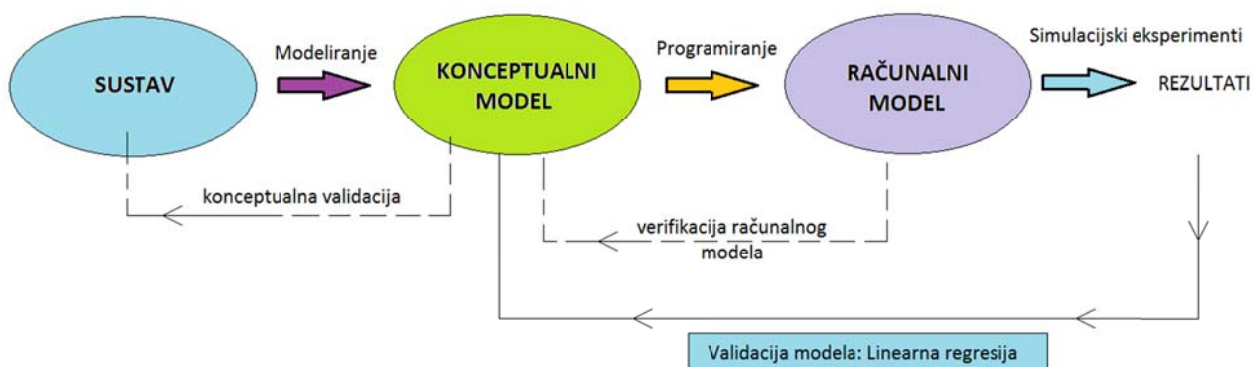 SUSTAV
Modeliranje
KONCEPTUALNI
MODEL
Programiranje
RAČUNALNI
MODEL
Simulacijski eksperimenti
REZULTATI
konceptualna validacija
verifikacija računalnog
modela
Validacija modela: Linearna regresija